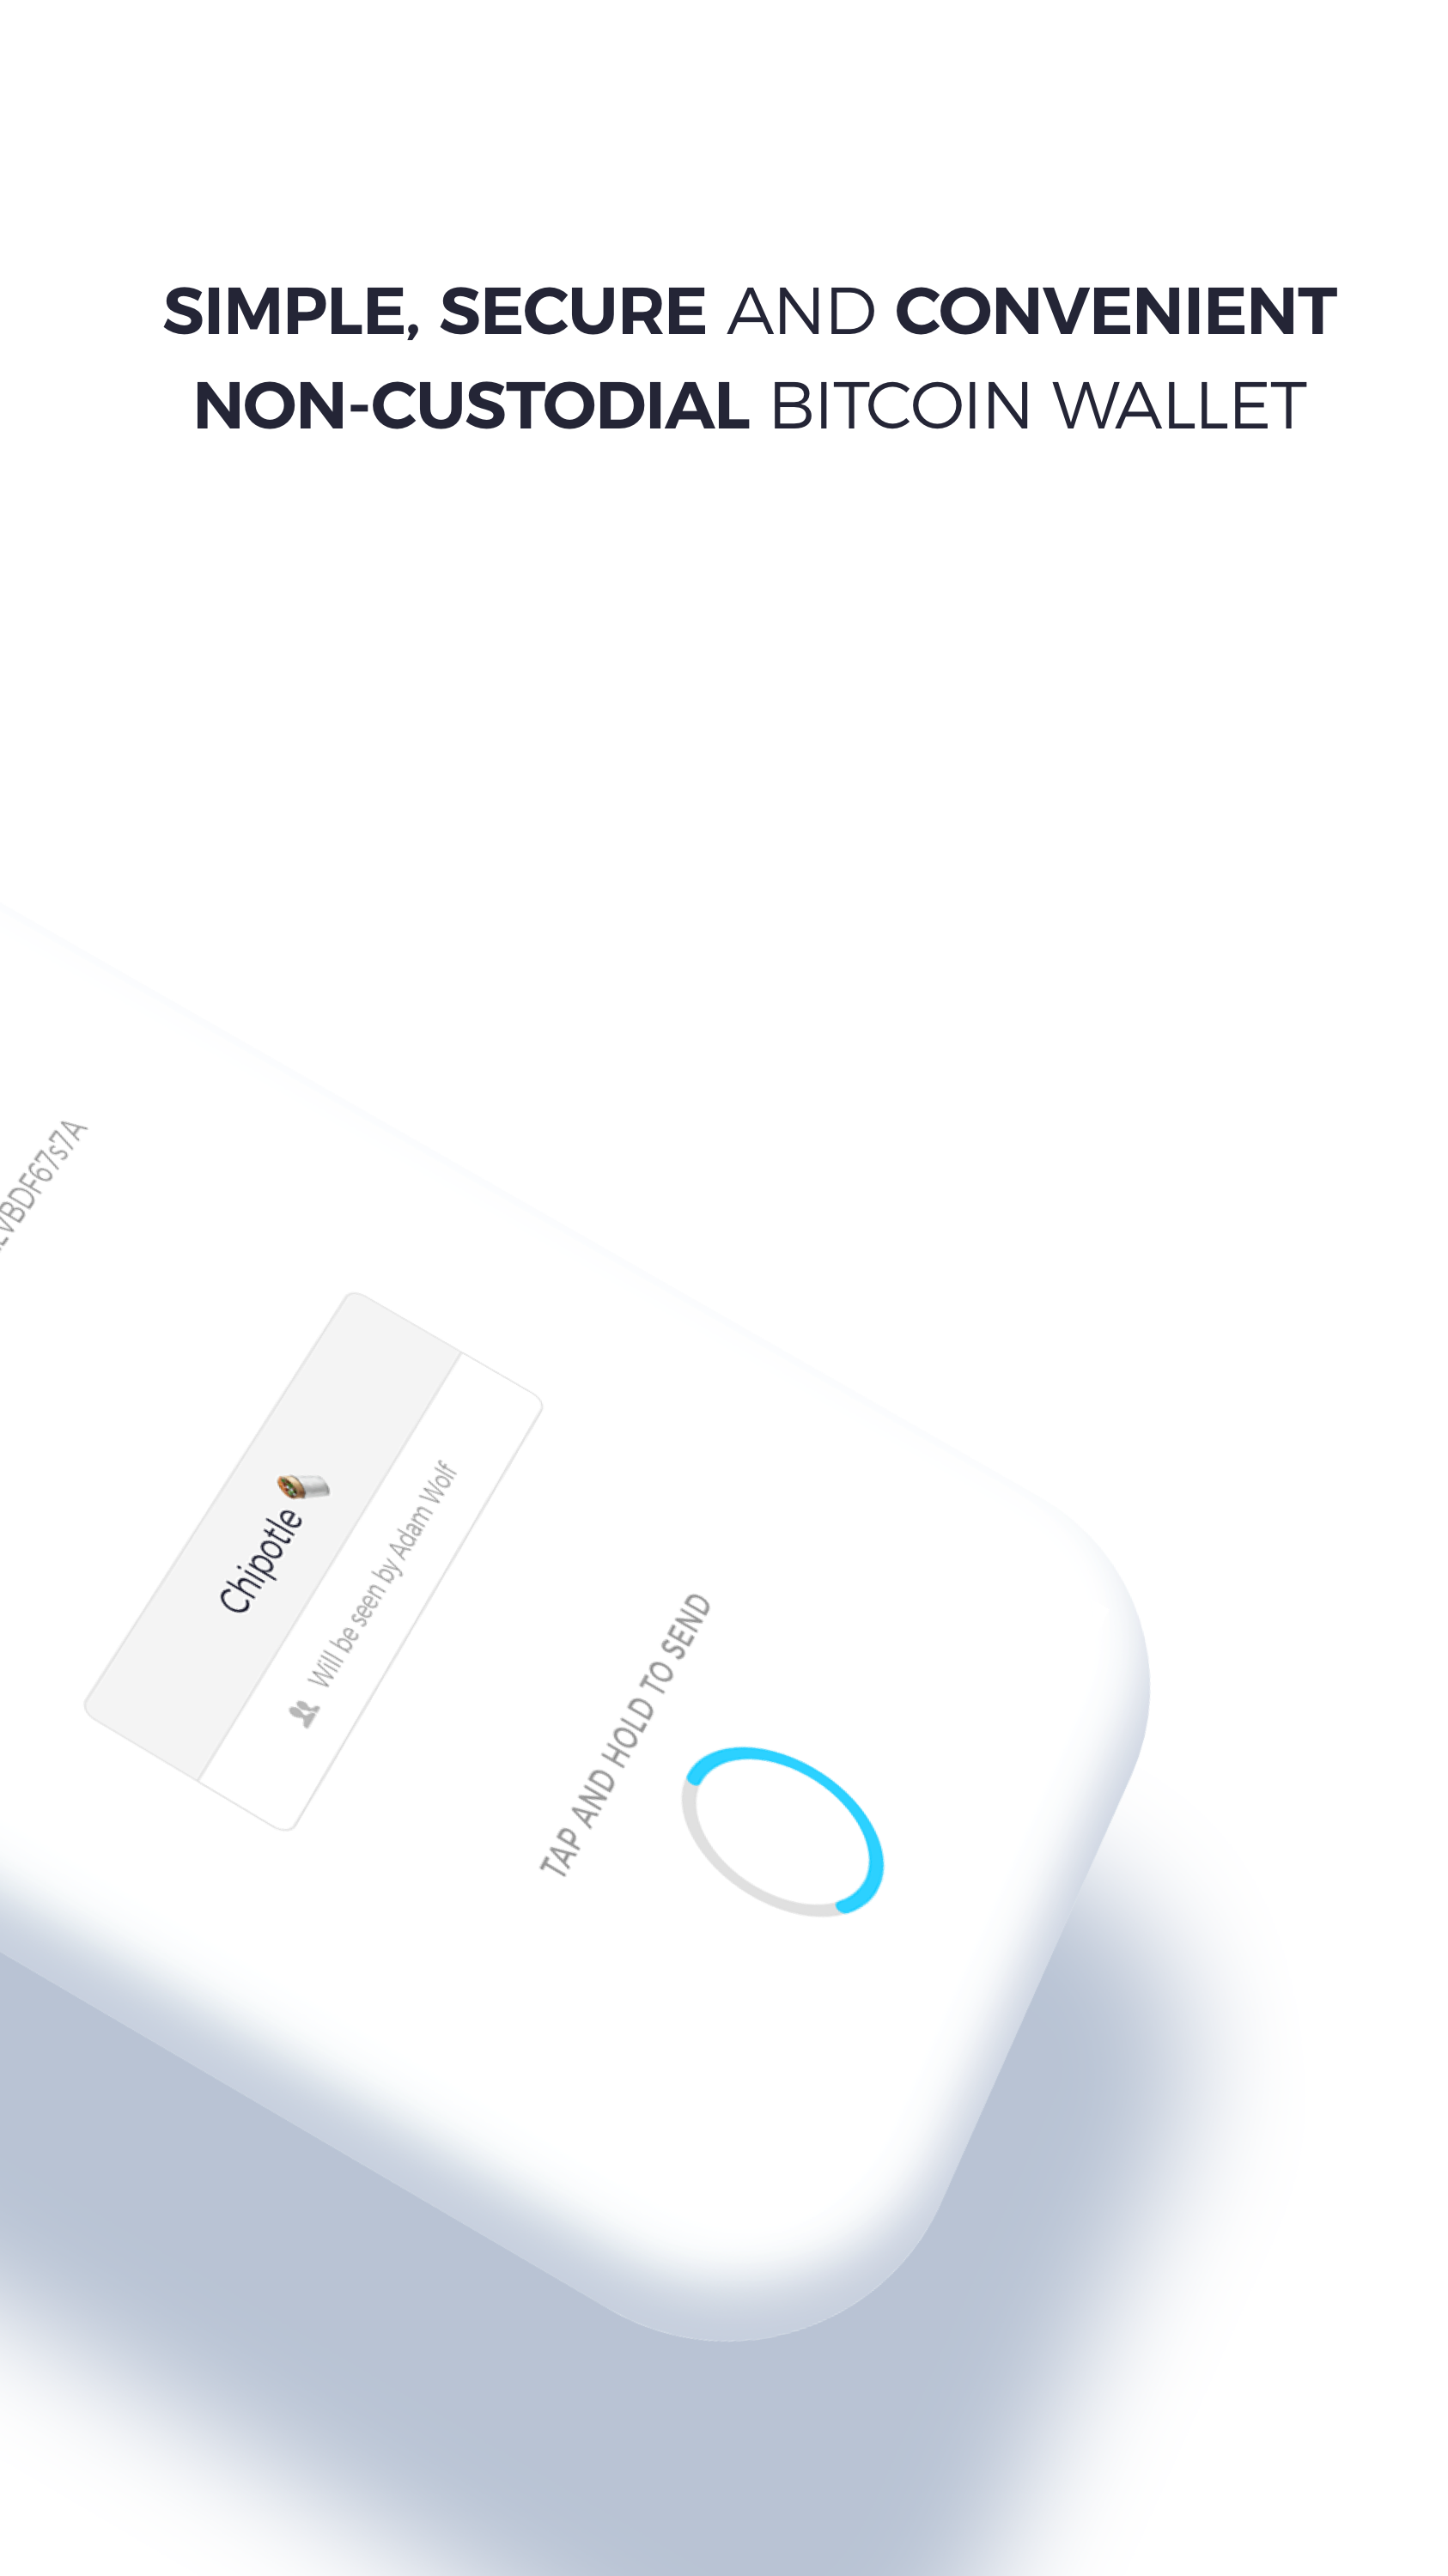 SIMPLE, SECURE AND CONVENIENT
NON-CUSTODIAL BITCOIN WALLET
VBDF67s7A
Chipotle
Will be seen by Adam Wolf
TAP AND HOLD TO SEND